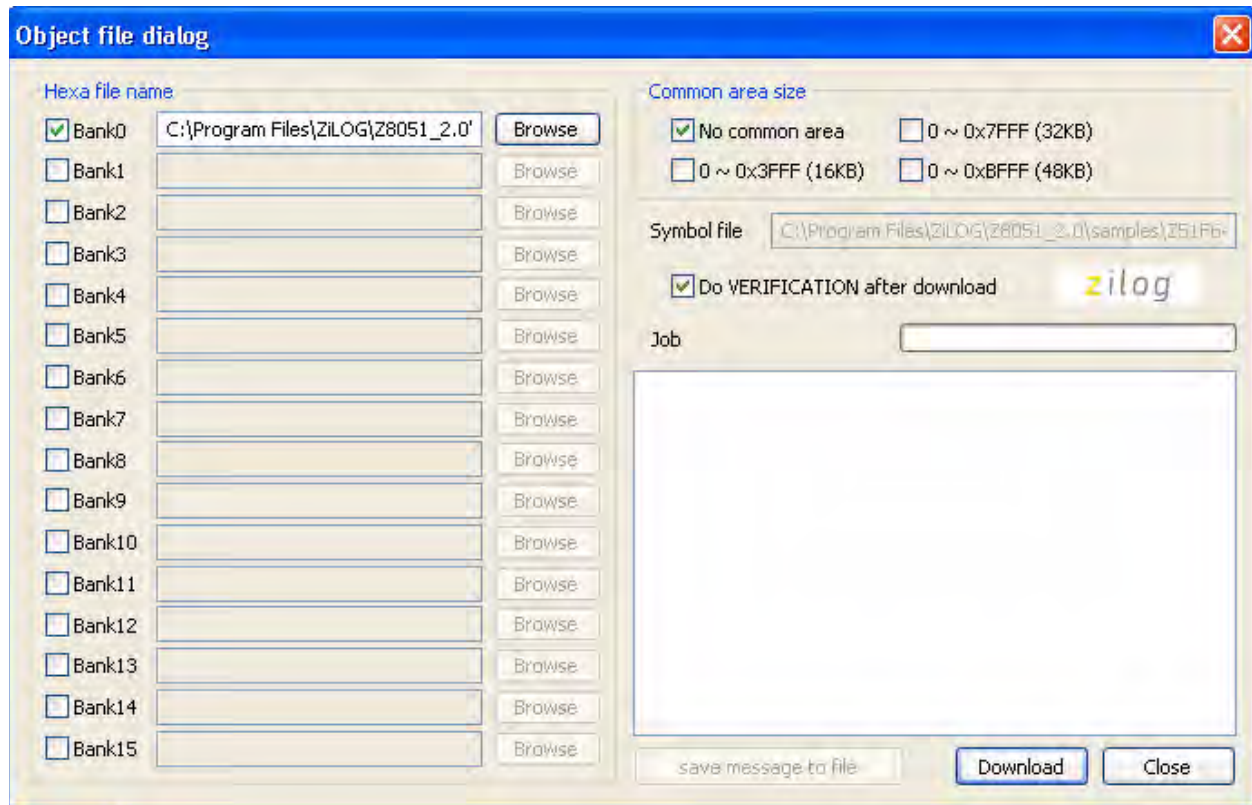 Object file dialog
Hexa file name
Bank0 C:\Program Files\ZiLOG\Z8051_2.0' Browse
Bank1 Browse
Bank2 Browse
Bank3 Browse
Bank4 Browse
Bank5 Browse
Bank6 Browse
Bank7 Browse
Bank8 Browse
Bank9 Browse
Bank10 Browse
Bank11 Browse
Bank12 Browse
Bank13 Browse
Bank14 Browse
Bank15 Browse
Common area size
No common area 0 ~ 0x7FFF (32KB)
0 ~ 0x3FFF (16KB) 0 ~ 0xBFFF (48KB)
Symbol file C:\Program Files\ZiLOG\Z8051_2.0\samples\Z51F6
Do VERIFICATION after download zilog
Job
save message to file Download Close